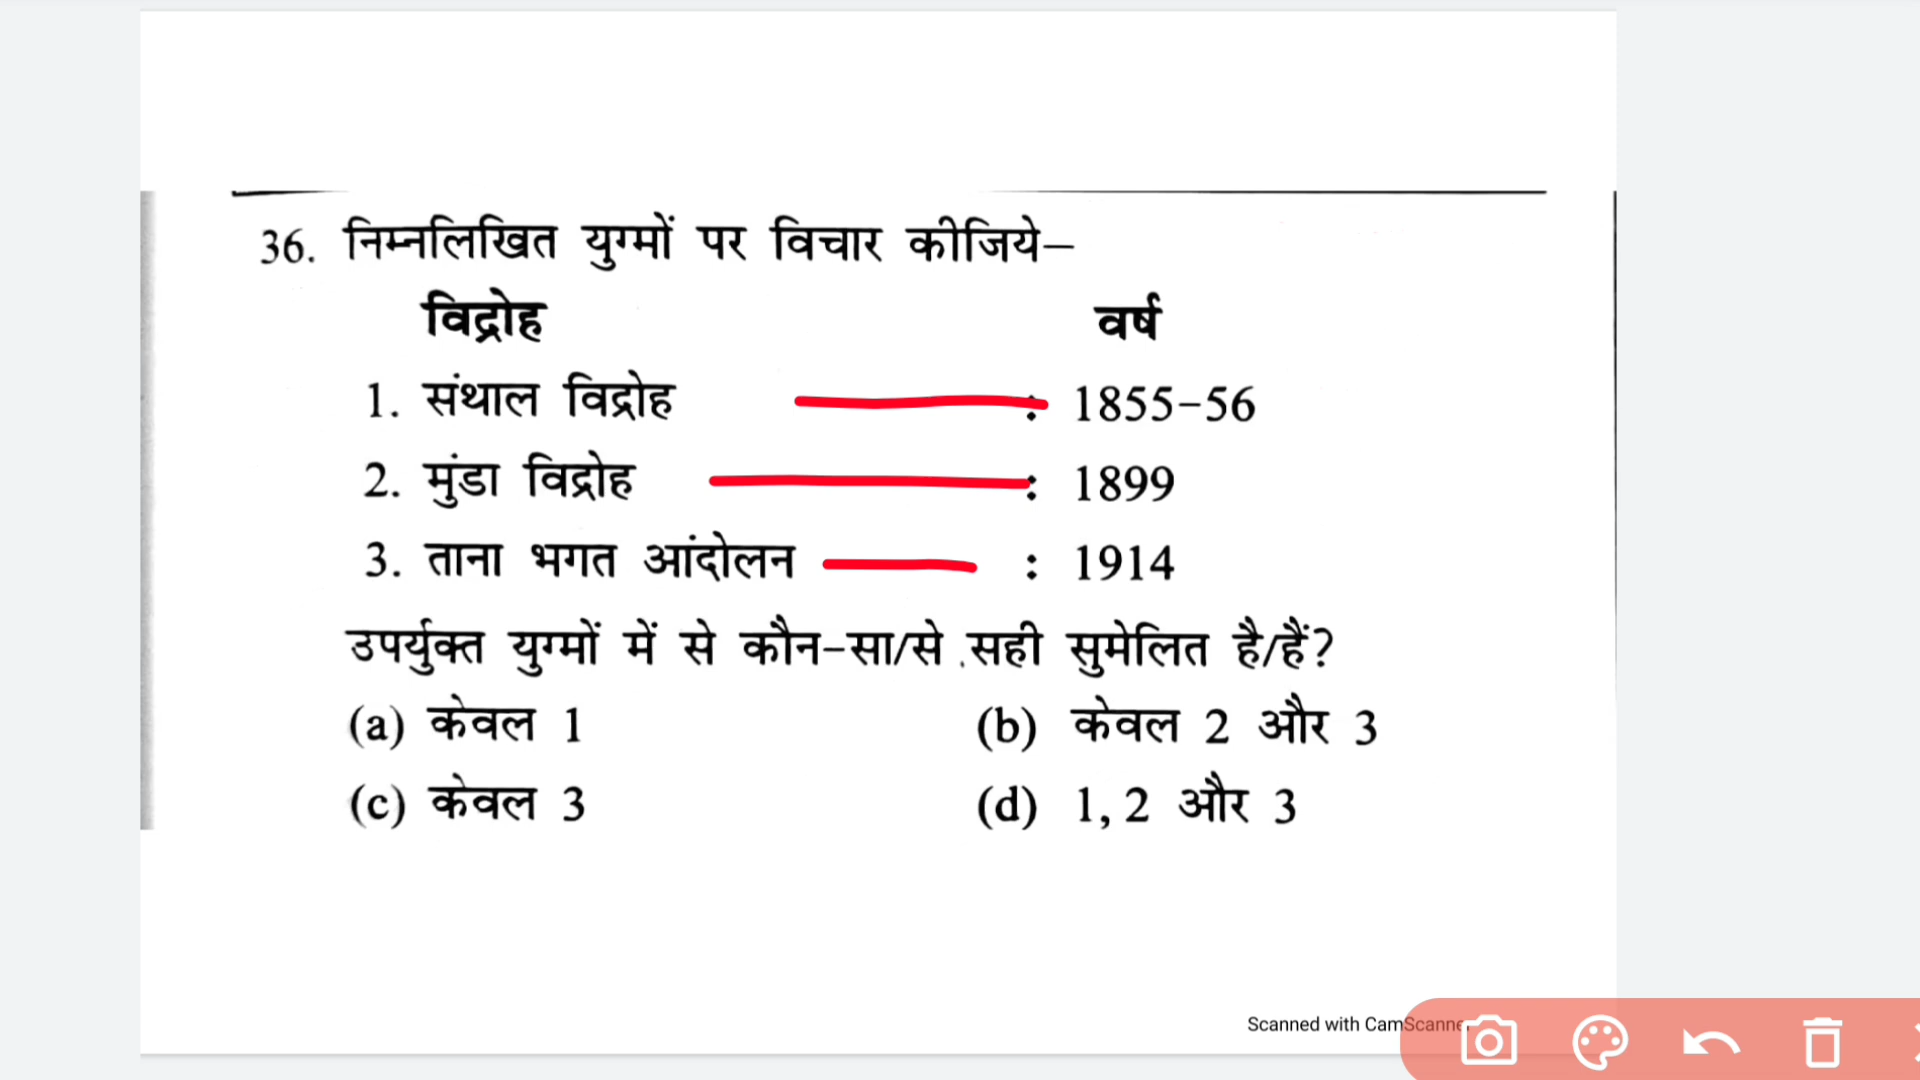 36. निम्नलिखित युग्मों पर विचार कीजिये–
विद्रोह वर्ष
1. संथाल विद्रोह : 1855-56
2. मुंडा विद्रोह : 1899
3. ताना भगत आंदोलन : 1914
उपर्युक्त युग्मों में से कौन-सा/से सही सुमेलित है/हैं?
(a) केवल 1 (b) केवल 2 और 3
(c) केवल 3 (d) 1, 2 और 3
Scanned with CamScanne